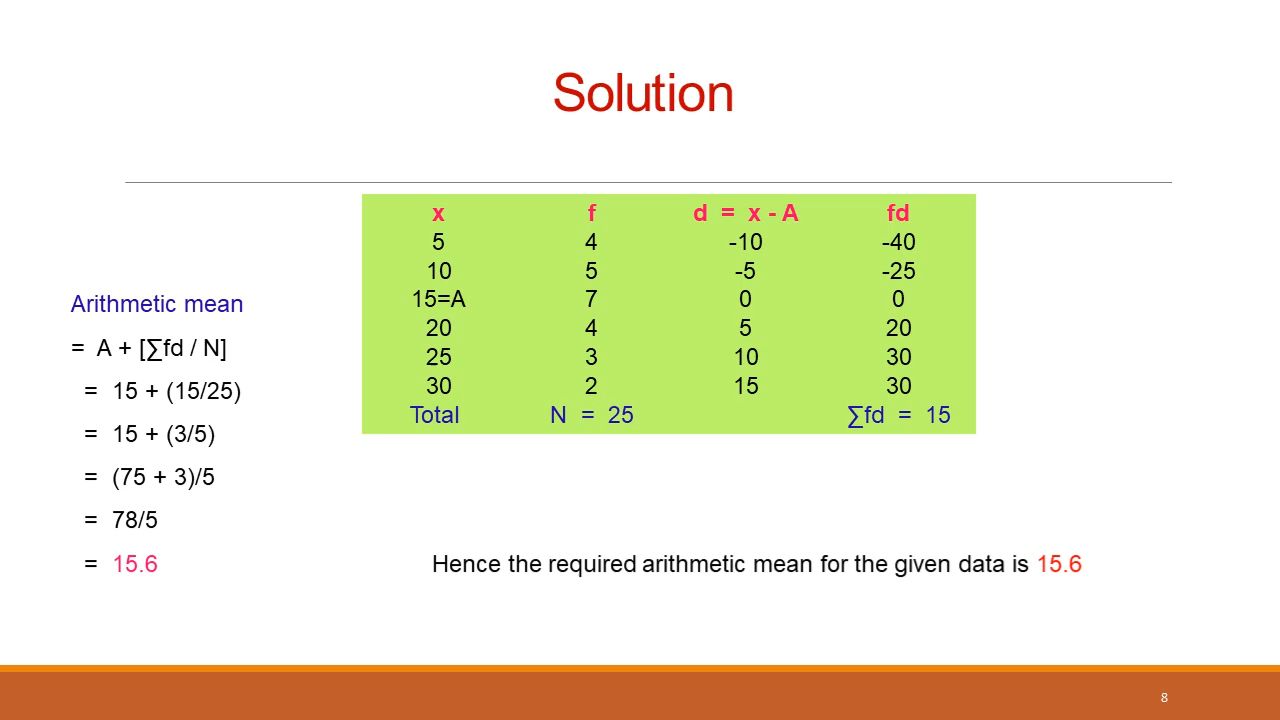 Solution
x f d = x - A fd
5 4 -10 -40
10 5 -5 -25
15=A 7 0 0
20 4 5 20
25 3 10 30
30 2 15 30
Total N = 25 ∑fd = 15
Arithmetic mean
= A + [∑fd / N]
= 15 + (15/25)
= 15 + (3/5)
= (75 + 3)/5
= 78/5
= 15.6
Hence the required arithmetic mean for the given data is 15.6
8